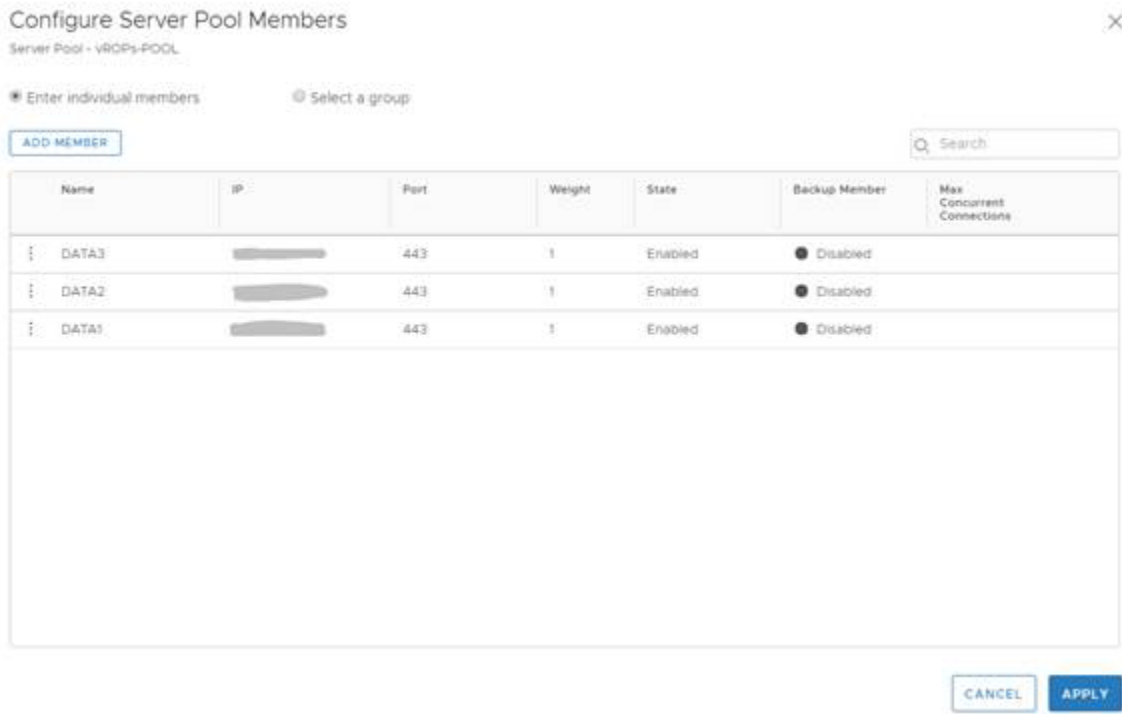 Configure Server Pool Members
Server Pool - vROPs-POOL
Enter individual members Select a group
ADD MEMBER Search
Name IP Port Weight State Backup Member Max Concurrent Connections
DATA3 443 1 Enabled Disabled
DATA2 443 1 Enabled Disabled
DATA1 443 1 Enabled Disabled
CANCEL APPLY